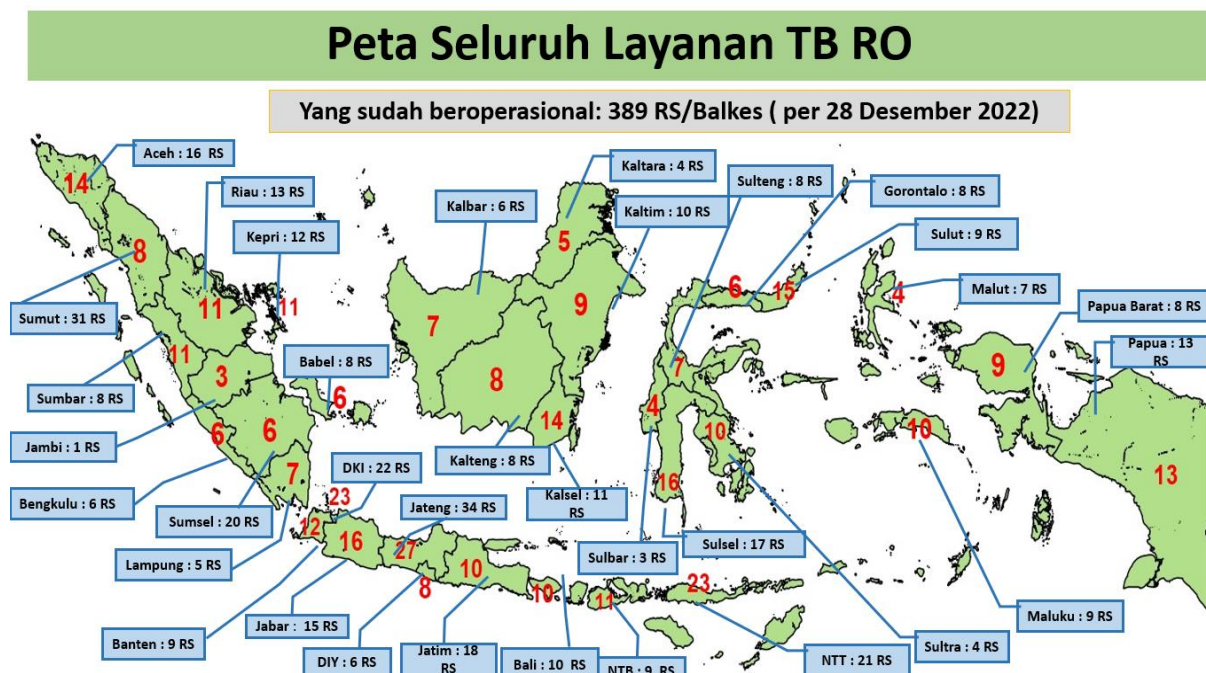 Peta Seluruh Layanan TB RO
Yang sudah beroperasional: 389 RS/Balkes ( per 28 Desember 2022)
Aceh : 16 RS
14
Riau : 13 RS
Kepri : 12 RS
8
11
11
Sumut : 31 RS
11
Sumbar : 8 RS
3
Babel : 8 RS
6
Jambi : 1 RS
6
6
Bengkulu : 6 RS
Sumsel : 20 RS
7
Lampung : 5 RS
DKI : 22 RS
23
12
16
Jateng : 34 RS
27
10
8
Banten : 9 RS
Jabar : 15 RS
DIY : 6 RS
Jatim : 18
RS
10
Bali : 10 RS
11
NTB : 9 RS
23
NTT : 21 RS
Kalbar : 6 RS
7
Kaltara : 4 RS
5
Kaltim : 10 RS
9
8
Kalteng : 8 RS
14
Kalsel : 11
RS
Sulteng : 8 RS
7
Gorontalo : 8 RS
6
Sulut : 9 RS
15
4
Sulbar : 3 RS
16
Sulsel : 17 RS
10
Sultra : 4 RS
Malut : 7 RS
4
10
Maluku : 9 RS
Papua Barat : 8 RS
9
Papua : 13
RS
13